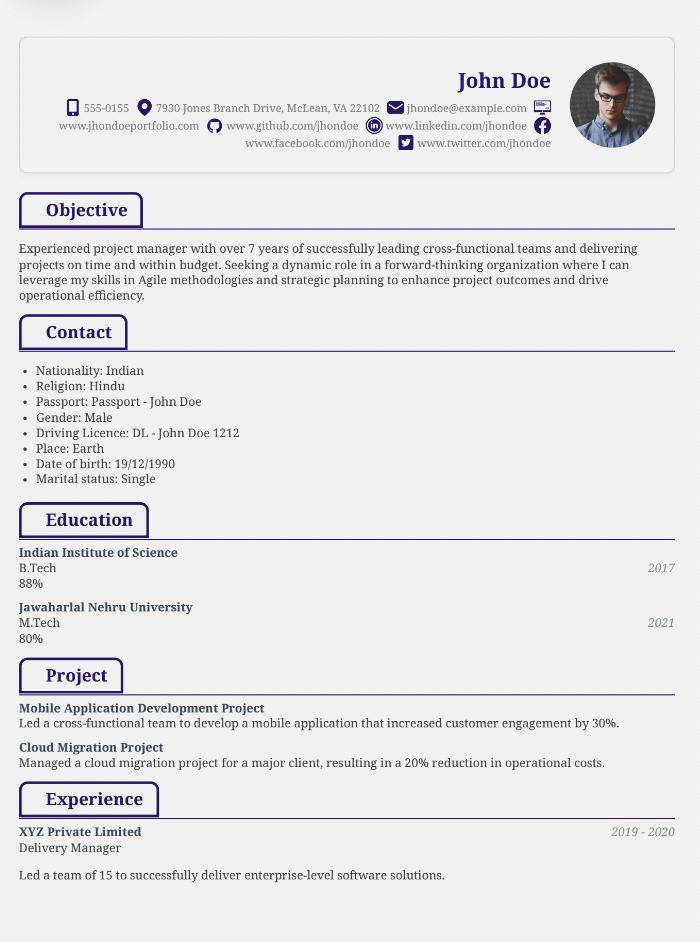 John Doe
555-0155 7930 Jones Branch Drive, McLean, VA 22102 jhondoe@example.com
www.jhondoeportfolio.com www.github.com/jhondoe www.linkedin.com/jhondoe
www.facebook.com/jhondoe www.twitter.com/jhondoe
Objective
Experienced project manager with over 7 years of successfully leading cross-functional teams and delivering
projects on time and within budget. Seeking a dynamic role in a forward-thinking organization where I can
leverage my skills in Agile methodologies and strategic planning to enhance project outcomes and drive
operational efficiency.
Contact
• Nationality: Indian
• Religion: Hindu
• Passport: Passport - John Doe
• Gender: Male
• Driving Licence: DL - John Doe 1212
• Place: Earth
• Date of birth: 19/12/1990
• Marital status: Single
Education
Indian Institute of Science
B.Tech 2017
88%
Jawaharlal Nehru University
M.Tech 2021
80%
Project
Mobile Application Development Project
Led a cross-functional team to develop a mobile application that increased customer engagement by 30%.
Cloud Migration Project
Managed a cloud migration project for a major client, resulting in a 20% reduction in operational costs.
Experience
XYZ Private Limited 2019 - 2020
Delivery Manager
Led a team of 15 to successfully deliver enterprise-level software solutions.